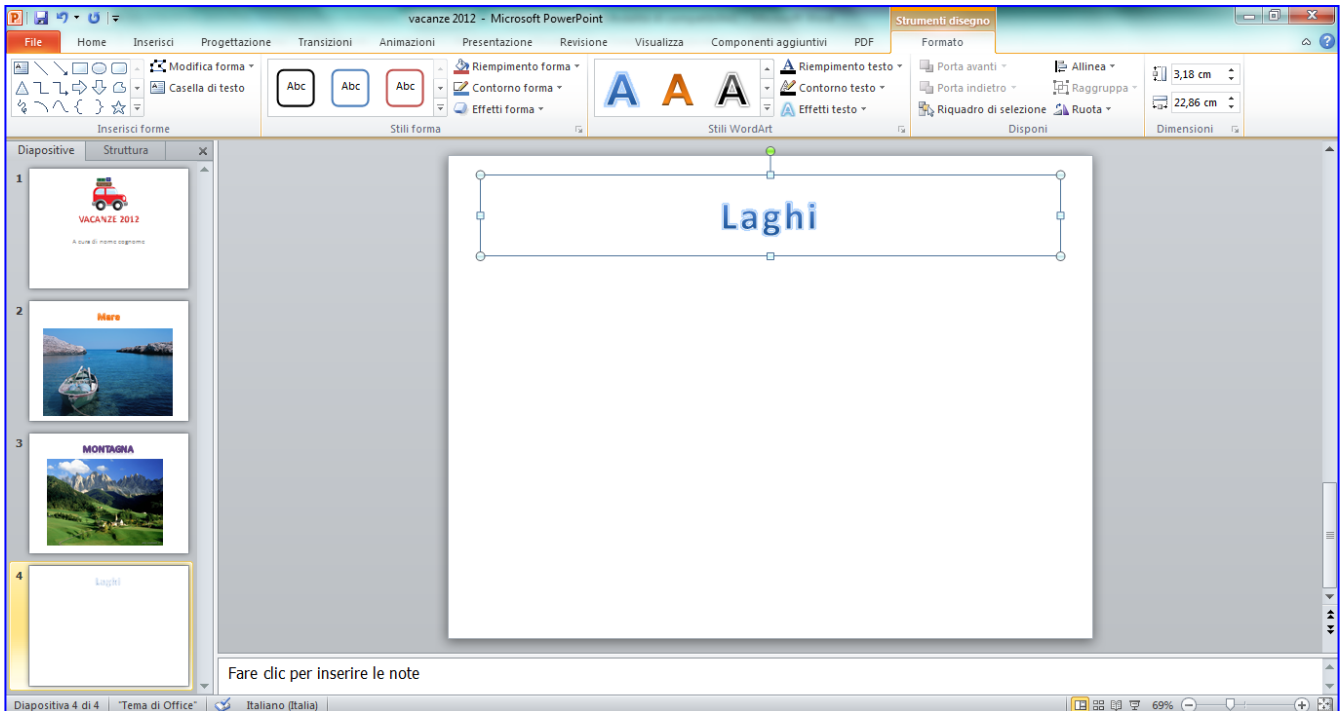 vacanze 2012 - Microsoft PowerPoint
Strumenti disegno
File Home Inserisci Progettazione Transizioni Animazioni Presentazione Revisione Visualizza Componenti aggiuntivi PDF Formato
Modifica forma
Casella di testo
Inserisci forme
Abc Abc Abc
Riempimento forma
Contorno forma
Effetti forma
Stili forma
A A A
Riempimento testo
Contorno testo
Effetti testo
Stili WordArt
Porta avanti
Porta indietro
Riquadro di selezione
Allinea
Raggruppa
Ruota
Disponi
3,18 cm
22,86 cm
Dimensioni
Diapositive Struttura
1
VACANZE 2012
A cura di nome cognome
2
Mare
3
MONTAGNA
4
Laghi
Laghi
Fare clic per inserire le note
Diapositiva 4 di 4 "Tema di Office" Italiano (Italia) 69%